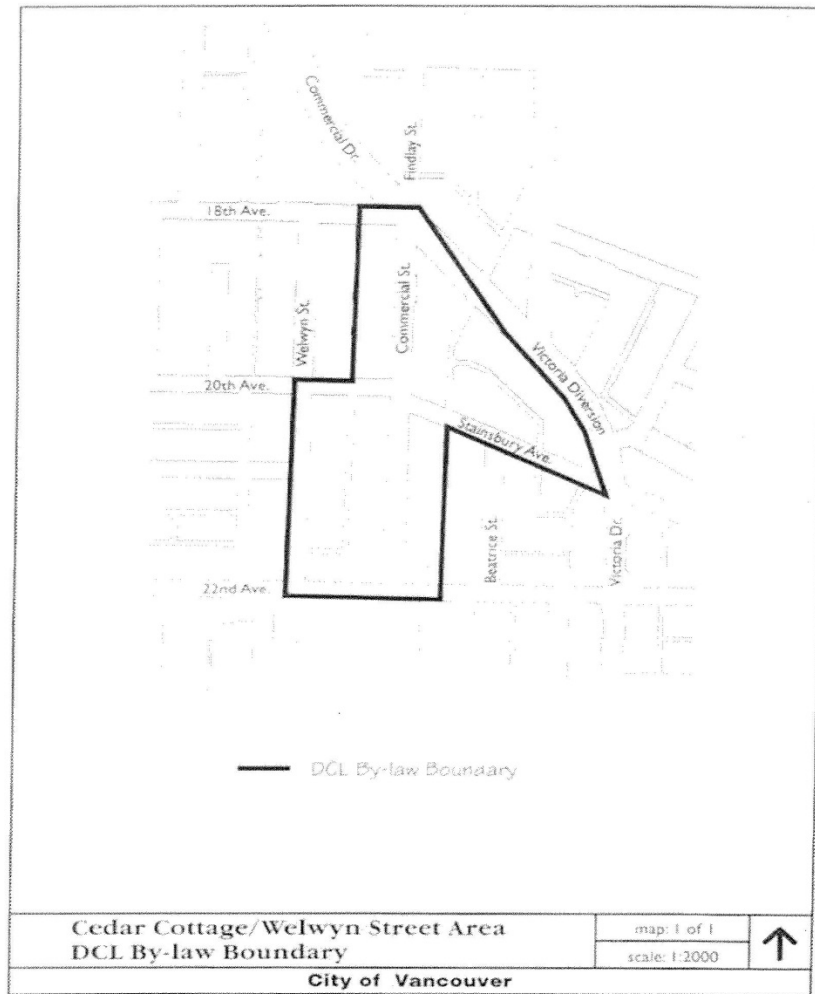 Commercial Dr.
Findlay St.
18th Ave.
Commercial St.
Welwyn St.
20th Ave.
Victoria Diversion
Stainsbury Ave.
Beatrice St.
Victoria Dr.
22nd Ave.
DCL By-law Boundary
Cedar Cottage/Welwyn Street Area
DCL By-law Boundary
map: 1 of 1
scale: 1:2000
City of Vancouver